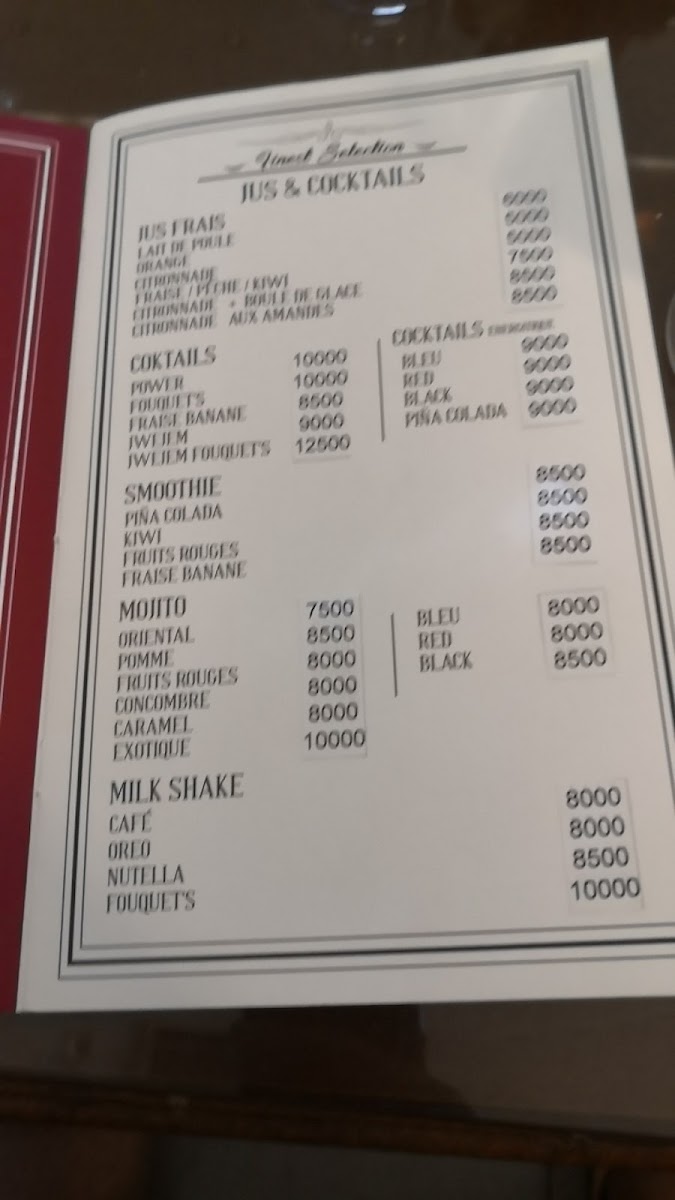 Finest Selection
JUS & COCKTAILS
JUS FRAIS
LAIT DE POULE 6000
ORANGE 6000
CITRONNADE 6000
FRAISE / PÊCHE / KIWI 7500
CITRONNADE + BOULE DE GLACE 8500
CITRONNADE AUX AMANDES 8500
COKTAILS
POWER 10000
FOUQUET'S 10000
FRAISE BANANE 8500
JWIJEM 9000
JWIJEM FOUQUET'S 12500
COCKTAILS ENERGETIQUE
BLEU 9000
RED 9000
BLACK 9000
PIÑA COLADA 9000
SMOOTHIE
PIÑA COLADA 8500
KIWI 8500
FRUITS ROUGES 8500
FRAISE BANANE 8500
MOJITO
ORIENTAL 7500
POMME 8500
FRUITS ROUGES 8000
CONCOMBRE 8000
CARAMEL 8000
EXOTIQUE 10000
BLEU 8000
RED 8000
BLACK 8500
MILK SHAKE
CAFÉ 8000
OREO 8000
NUTELLA 8500
FOUQUET'S 10000